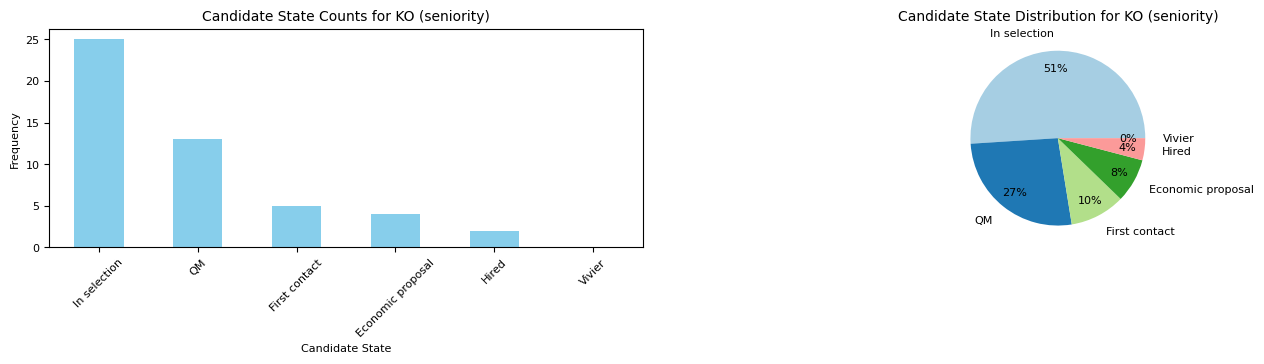 Candidate State Counts for KO (seniority)
25
20
15
10
5
0
Frequency
In selection
QM
First contact
Economic proposal
Hired
Vivier
Candidate State
Candidate State Distribution for KO (seniority)
In selection
51%
0%
Vivier
4%
Hired
8%
Economic proposal
27%
10%
QM
First contact